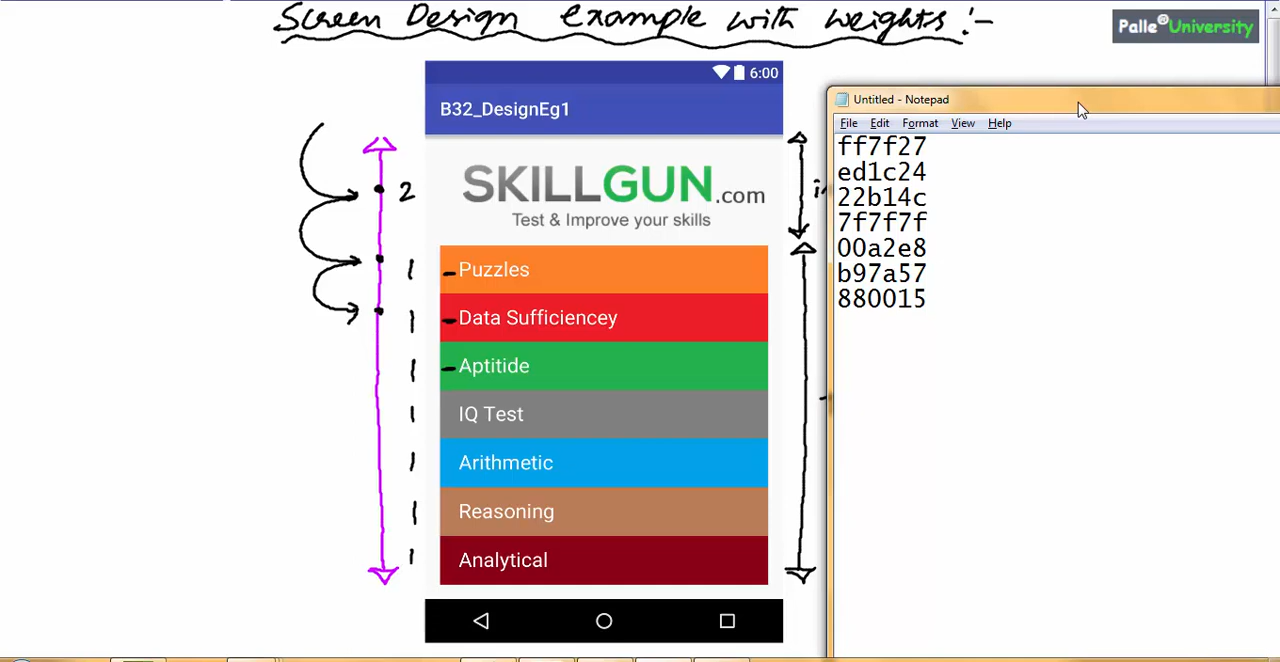 Screen Design example with weights :-
Palle®University
6:00
B32_DesignEg1
SKILLGUN.com
Test & Improve your skills
2
1 Puzzles
1 Data Sufficiencey
1 Aptitide
1 IQ Test
1 Arithmetic
1 Reasoning
1 Analytical
Untitled - Notepad
File Edit Format View Help
ff7f27
ed1c24
22b14c
7f7f7f
00a2e8
b97a57
880015